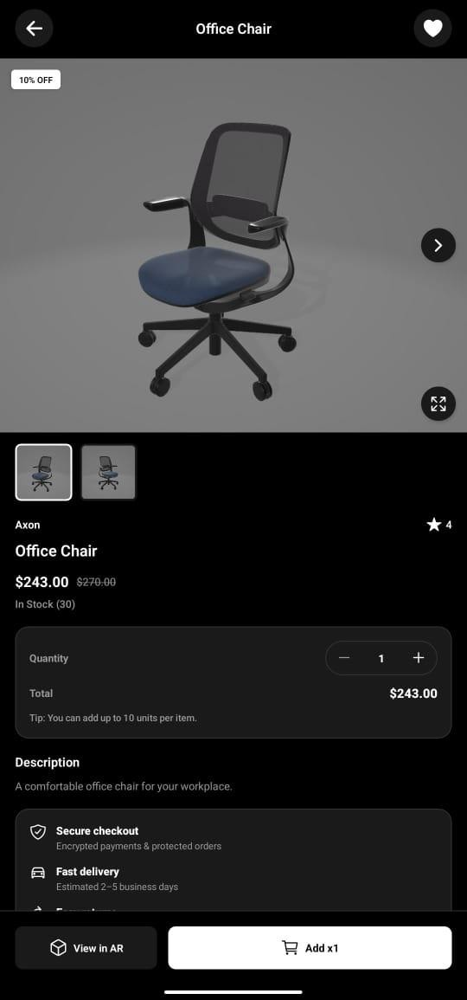 Office Chair
10% OFF
Axon
4
Office Chair
$243.00 $270.00
In Stock (30)
Quantity
1
Total
$243.00
Tip: You can add up to 10 units per item.
Description
A comfortable office chair for your workplace.
Secure checkout
Encrypted payments & protected orders
Fast delivery
Estimated 2–5 business days
View in AR
Add x1